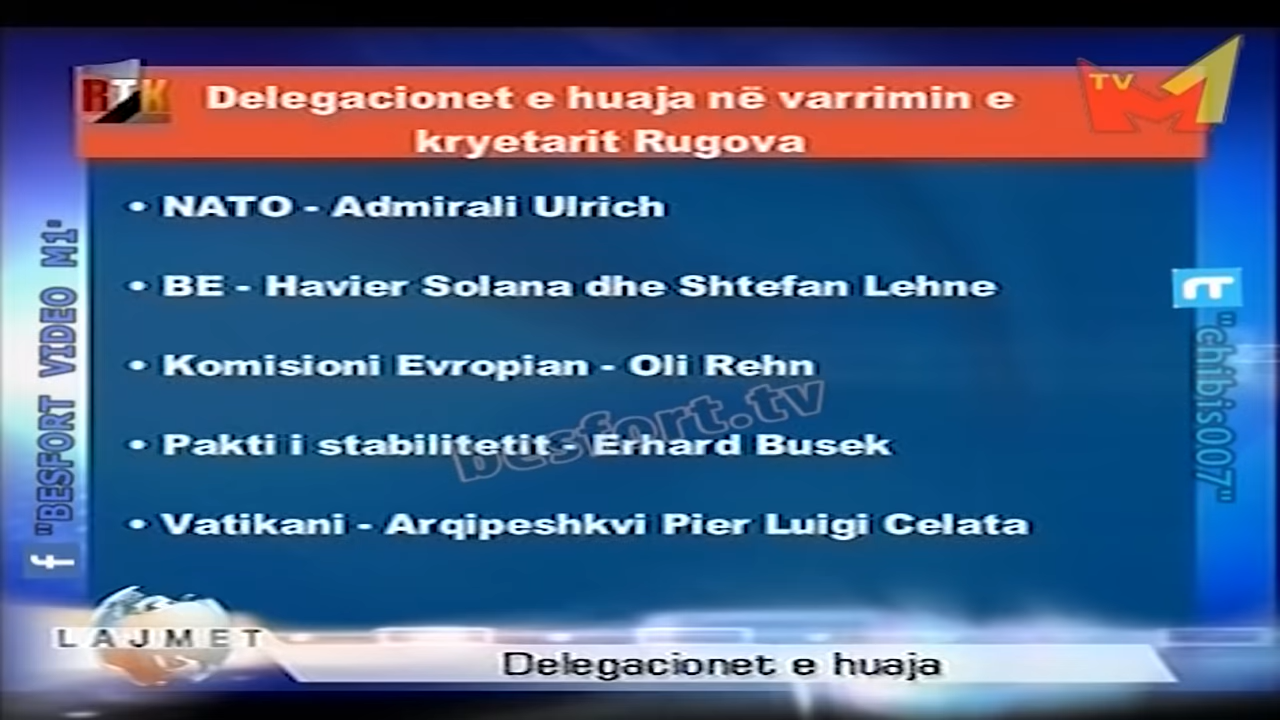 RTK
Delegacionet e huaja në varrimin e
kryetarit Rugova
TV M1
• NATO - Admirali Ulrich
• BE - Havier Solana dhe Shtefan Lehne
• Komisioni Evropian - Oli Rehn
• Pakti i stabilitetit - Erhard Busek
• Vatikani - Arqipeshkvi Pier Luigi Celata
besfort.tv
f "BESFORT VIDEO M1"
t "chibis007"
LAJMET
Delegacionet e huaja